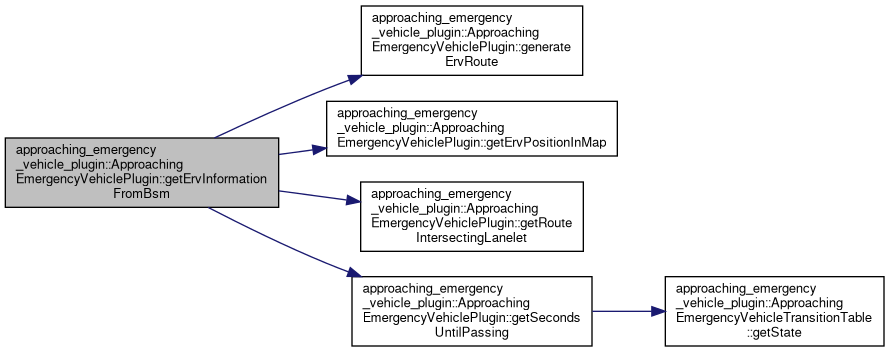 approaching_emergency
_vehicle_plugin::Approaching
EmergencyVehiclePlugin::generate
ErvRoute
approaching_emergency
_vehicle_plugin::Approaching
EmergencyVehiclePlugin::getErvPositionInMap
approaching_emergency
_vehicle_plugin::Approaching
EmergencyVehiclePlugin::getErvInformation
FromBsm
approaching_emergency
_vehicle_plugin::Approaching
EmergencyVehiclePlugin::getRoute
IntersectingLanelet
approaching_emergency
_vehicle_plugin::Approaching
EmergencyVehiclePlugin::getSeconds
UntilPassing
approaching_emergency
_vehicle_plugin::Approaching
EmergencyVehicleTransitionTable
::getState